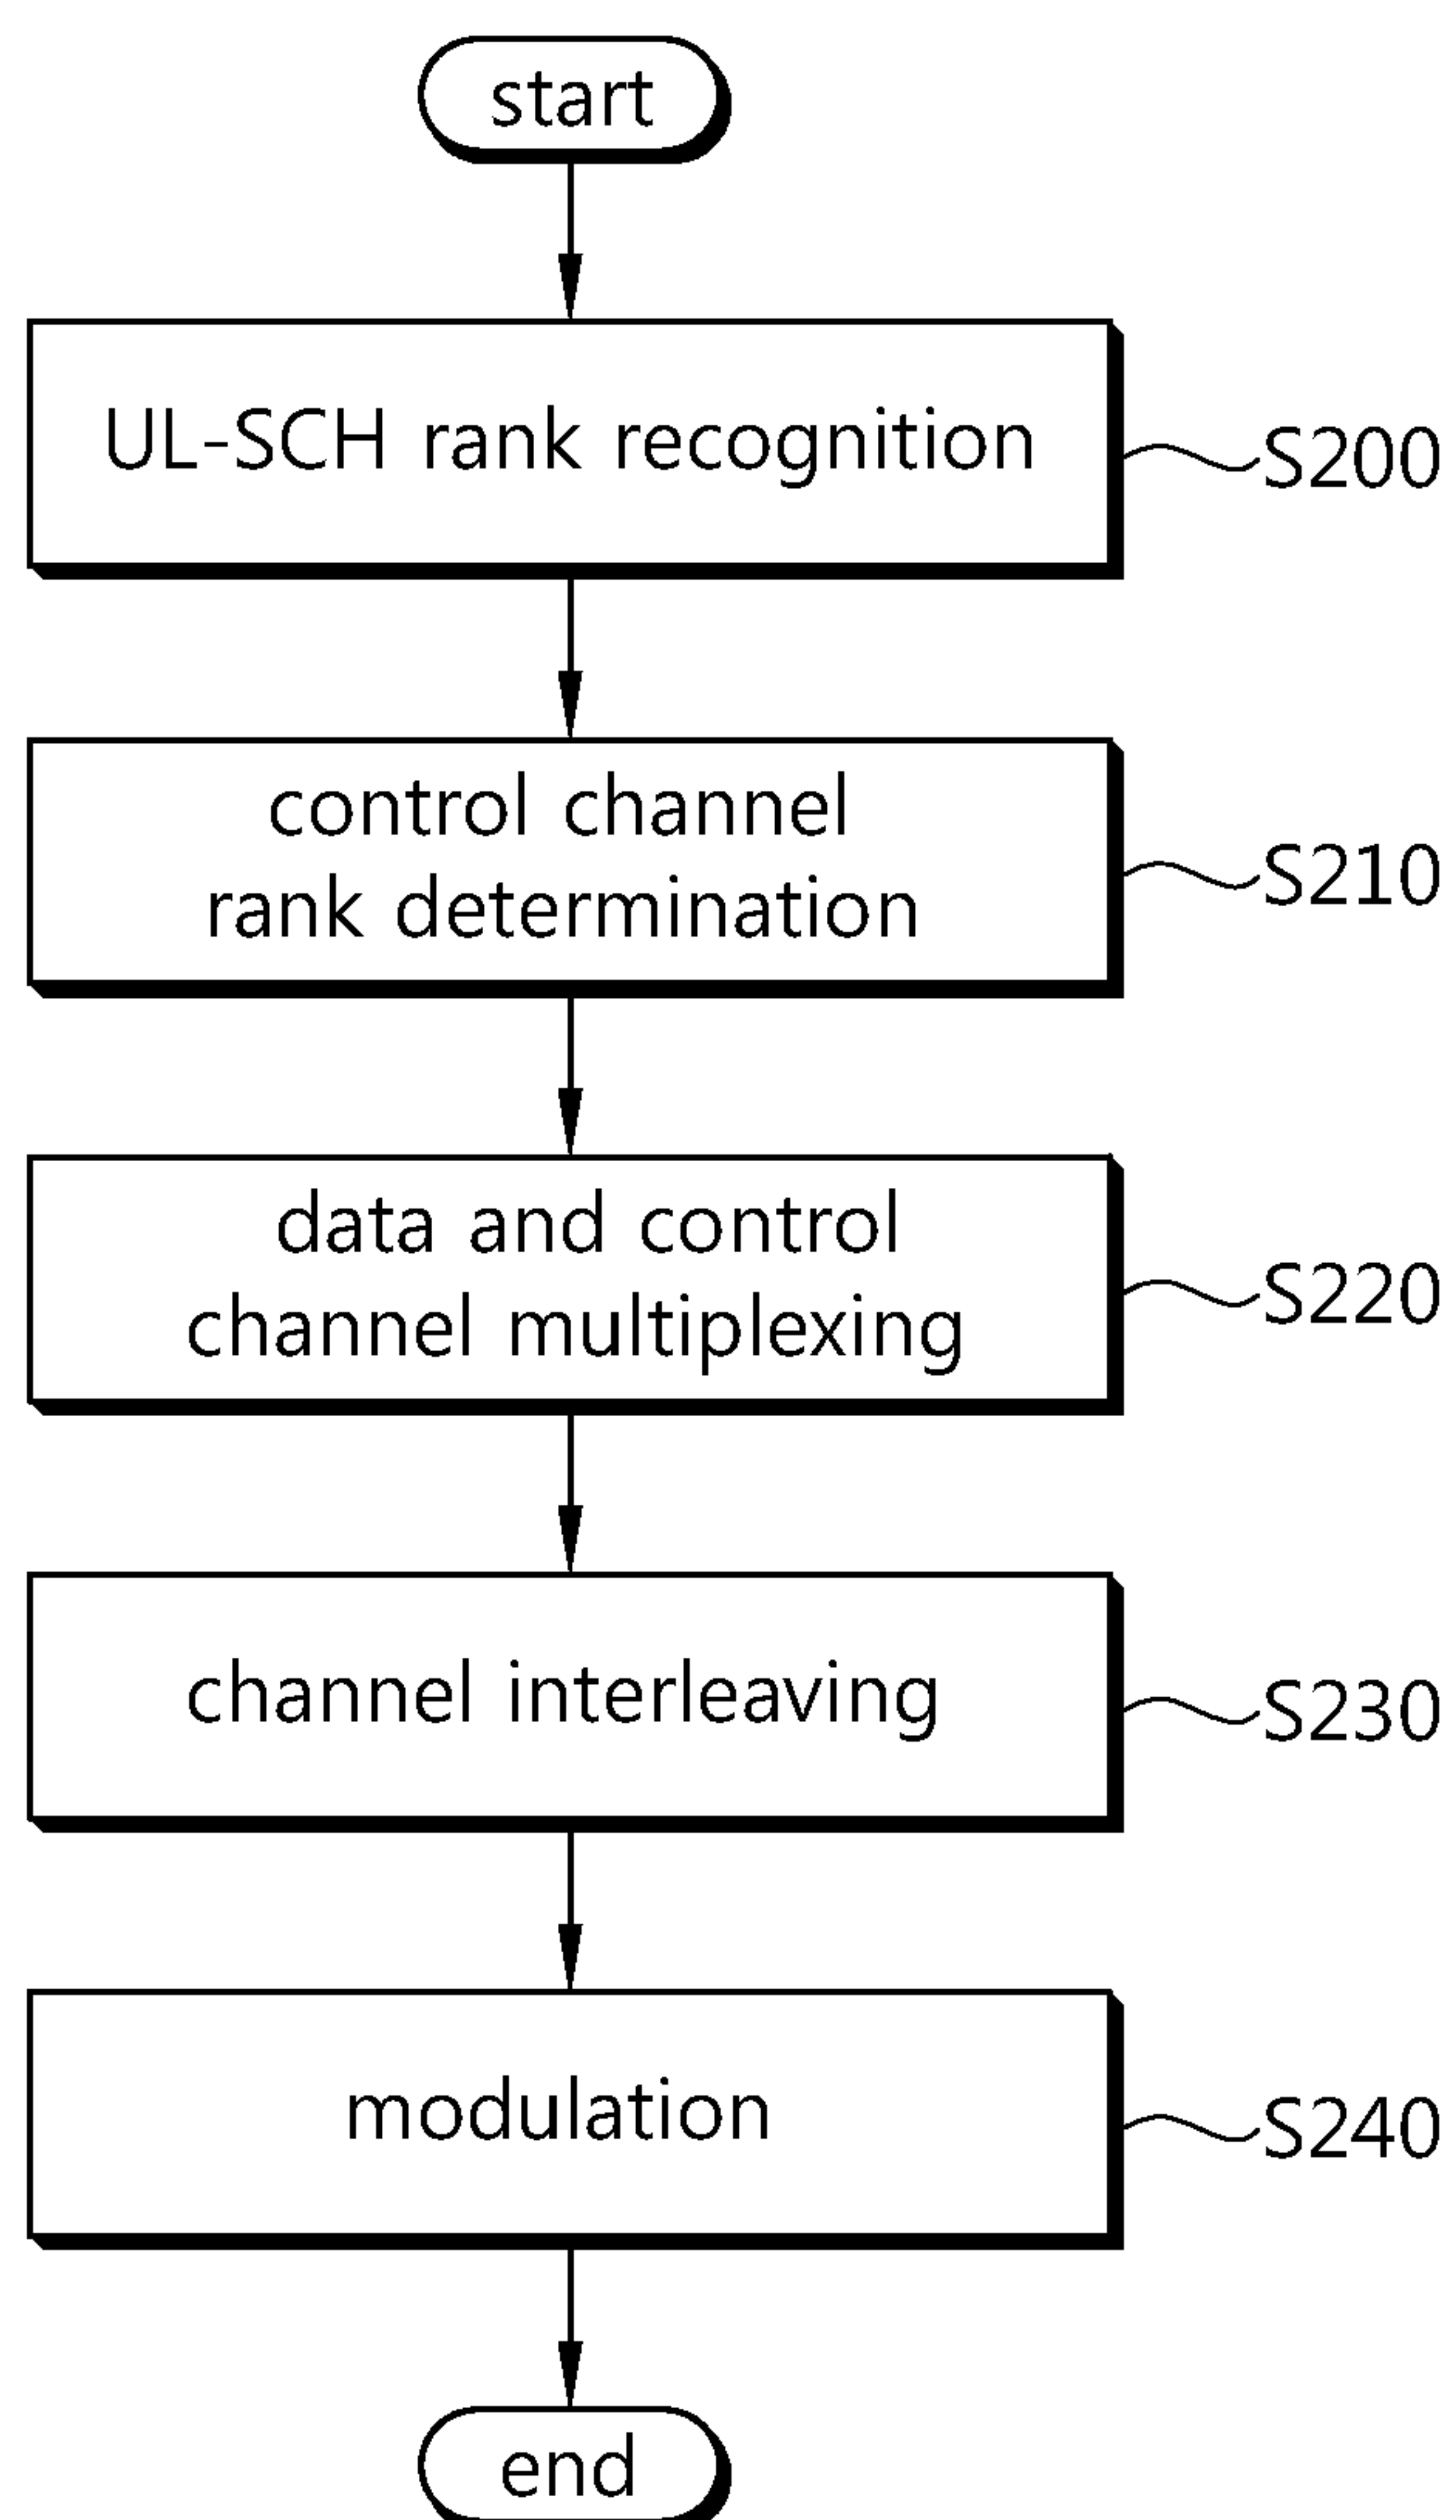 start
UL-SCH rank recognition
S200
control channel
rank determination
S210
data and control
channel multiplexing
S220
channel interleaving
S230
modulation
S240
end